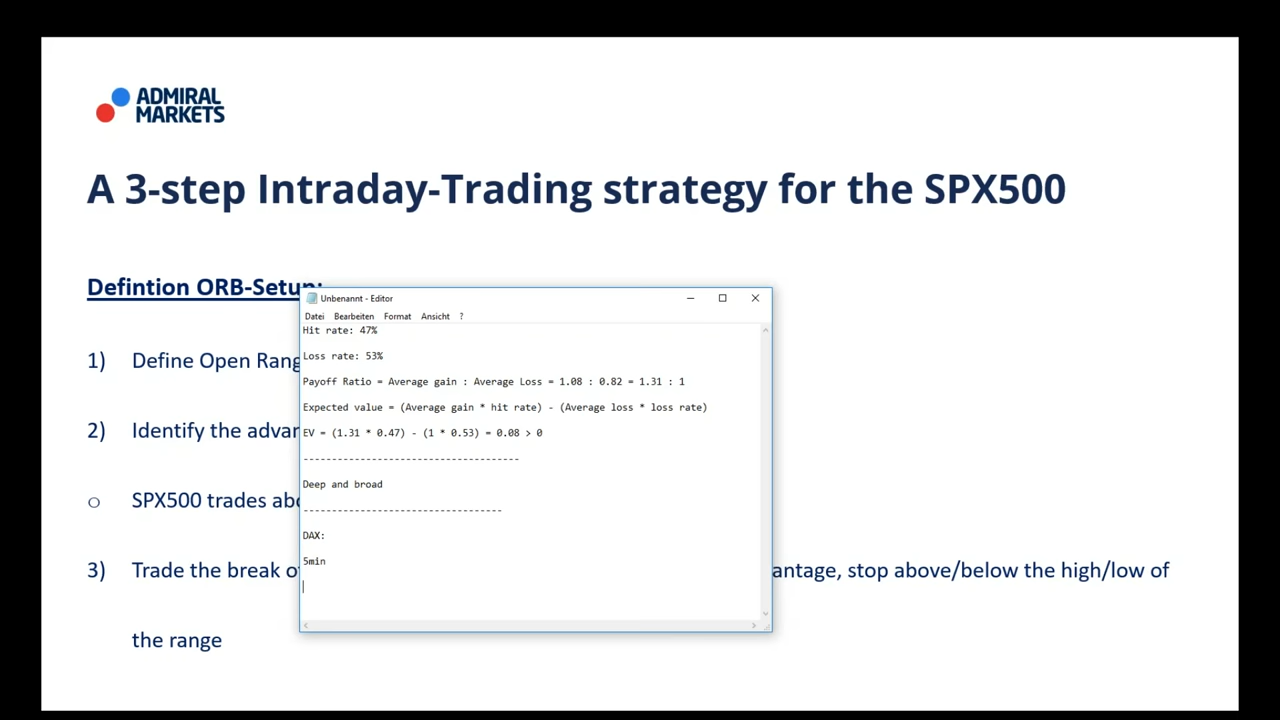 ADMIRAL
MARKETS
A 3-step Intraday-Trading strategy for the SPX500
Defintion ORB-Setup:
Unbenannt - Editor
Datei Bearbeiten Format Ansicht ?
Hit rate: 47%
Loss rate: 53%
Payoff Ratio = Average gain : Average Loss = 1.08 : 0.82 = 1.31 : 1
Expected value = (Average gain * hit rate) - (Average loss * loss rate)
EV = (1.31 * 0.47) - (1 * 0.53) = 0.08 > 0
-------------------------------------
Deep and broad
----------------------------------
DAX:
5min
1) Define Open
2) Identify the
o SPX500 trades
3) Trade the break stop above/below the high/low of
the range